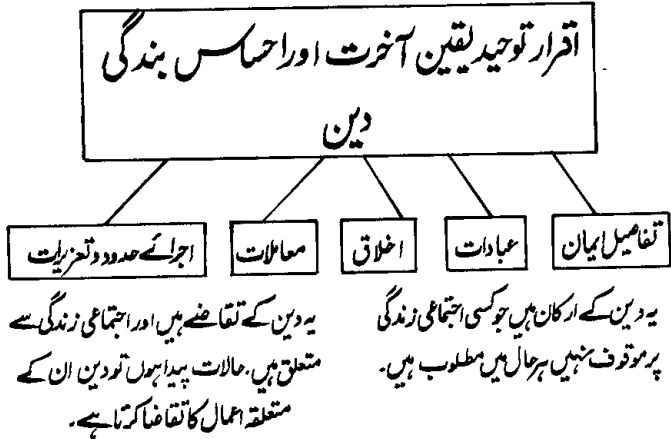 اقرار توحید یقین آخرت اور احساس بندگی
دین
تفاصیل ایمان
عبادات
اخلاق
معاملات
اجرائے حدود و تعزیرات
یہ دین کے ارکان ہیں جو کسی اجتماعی زندگی
پر موقوف نہیں ہر حال میں مطلوب ہیں۔
یہ دین کے تقاضے ہیں اور اجتماعی زندگی سے
متعلق ہیں۔ حالات پیدا ہوں تو دین ان کے
متعلقہ اعمال کا تقاضا کرتا ہے۔